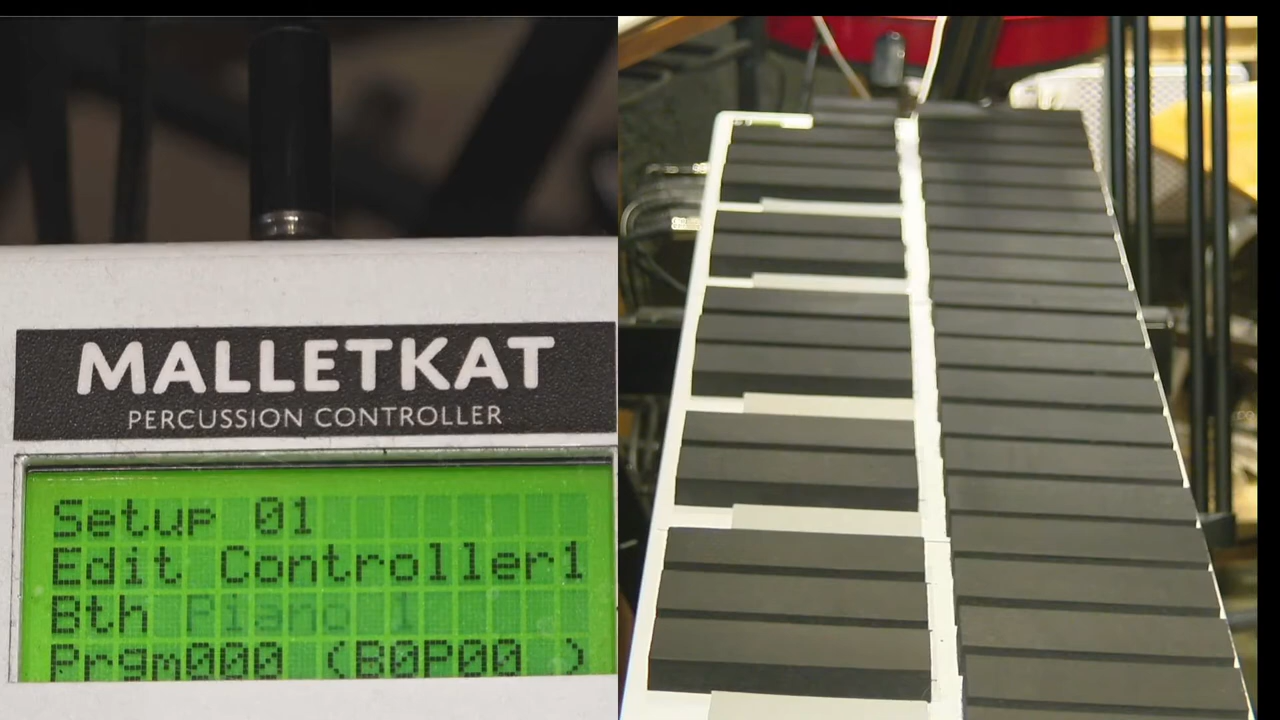 MALLETKAT
PERCUSSION CONTROLLER
Setup 01
Edit Controller1
Bth Piano 1
Prgm000 (B0P00 )